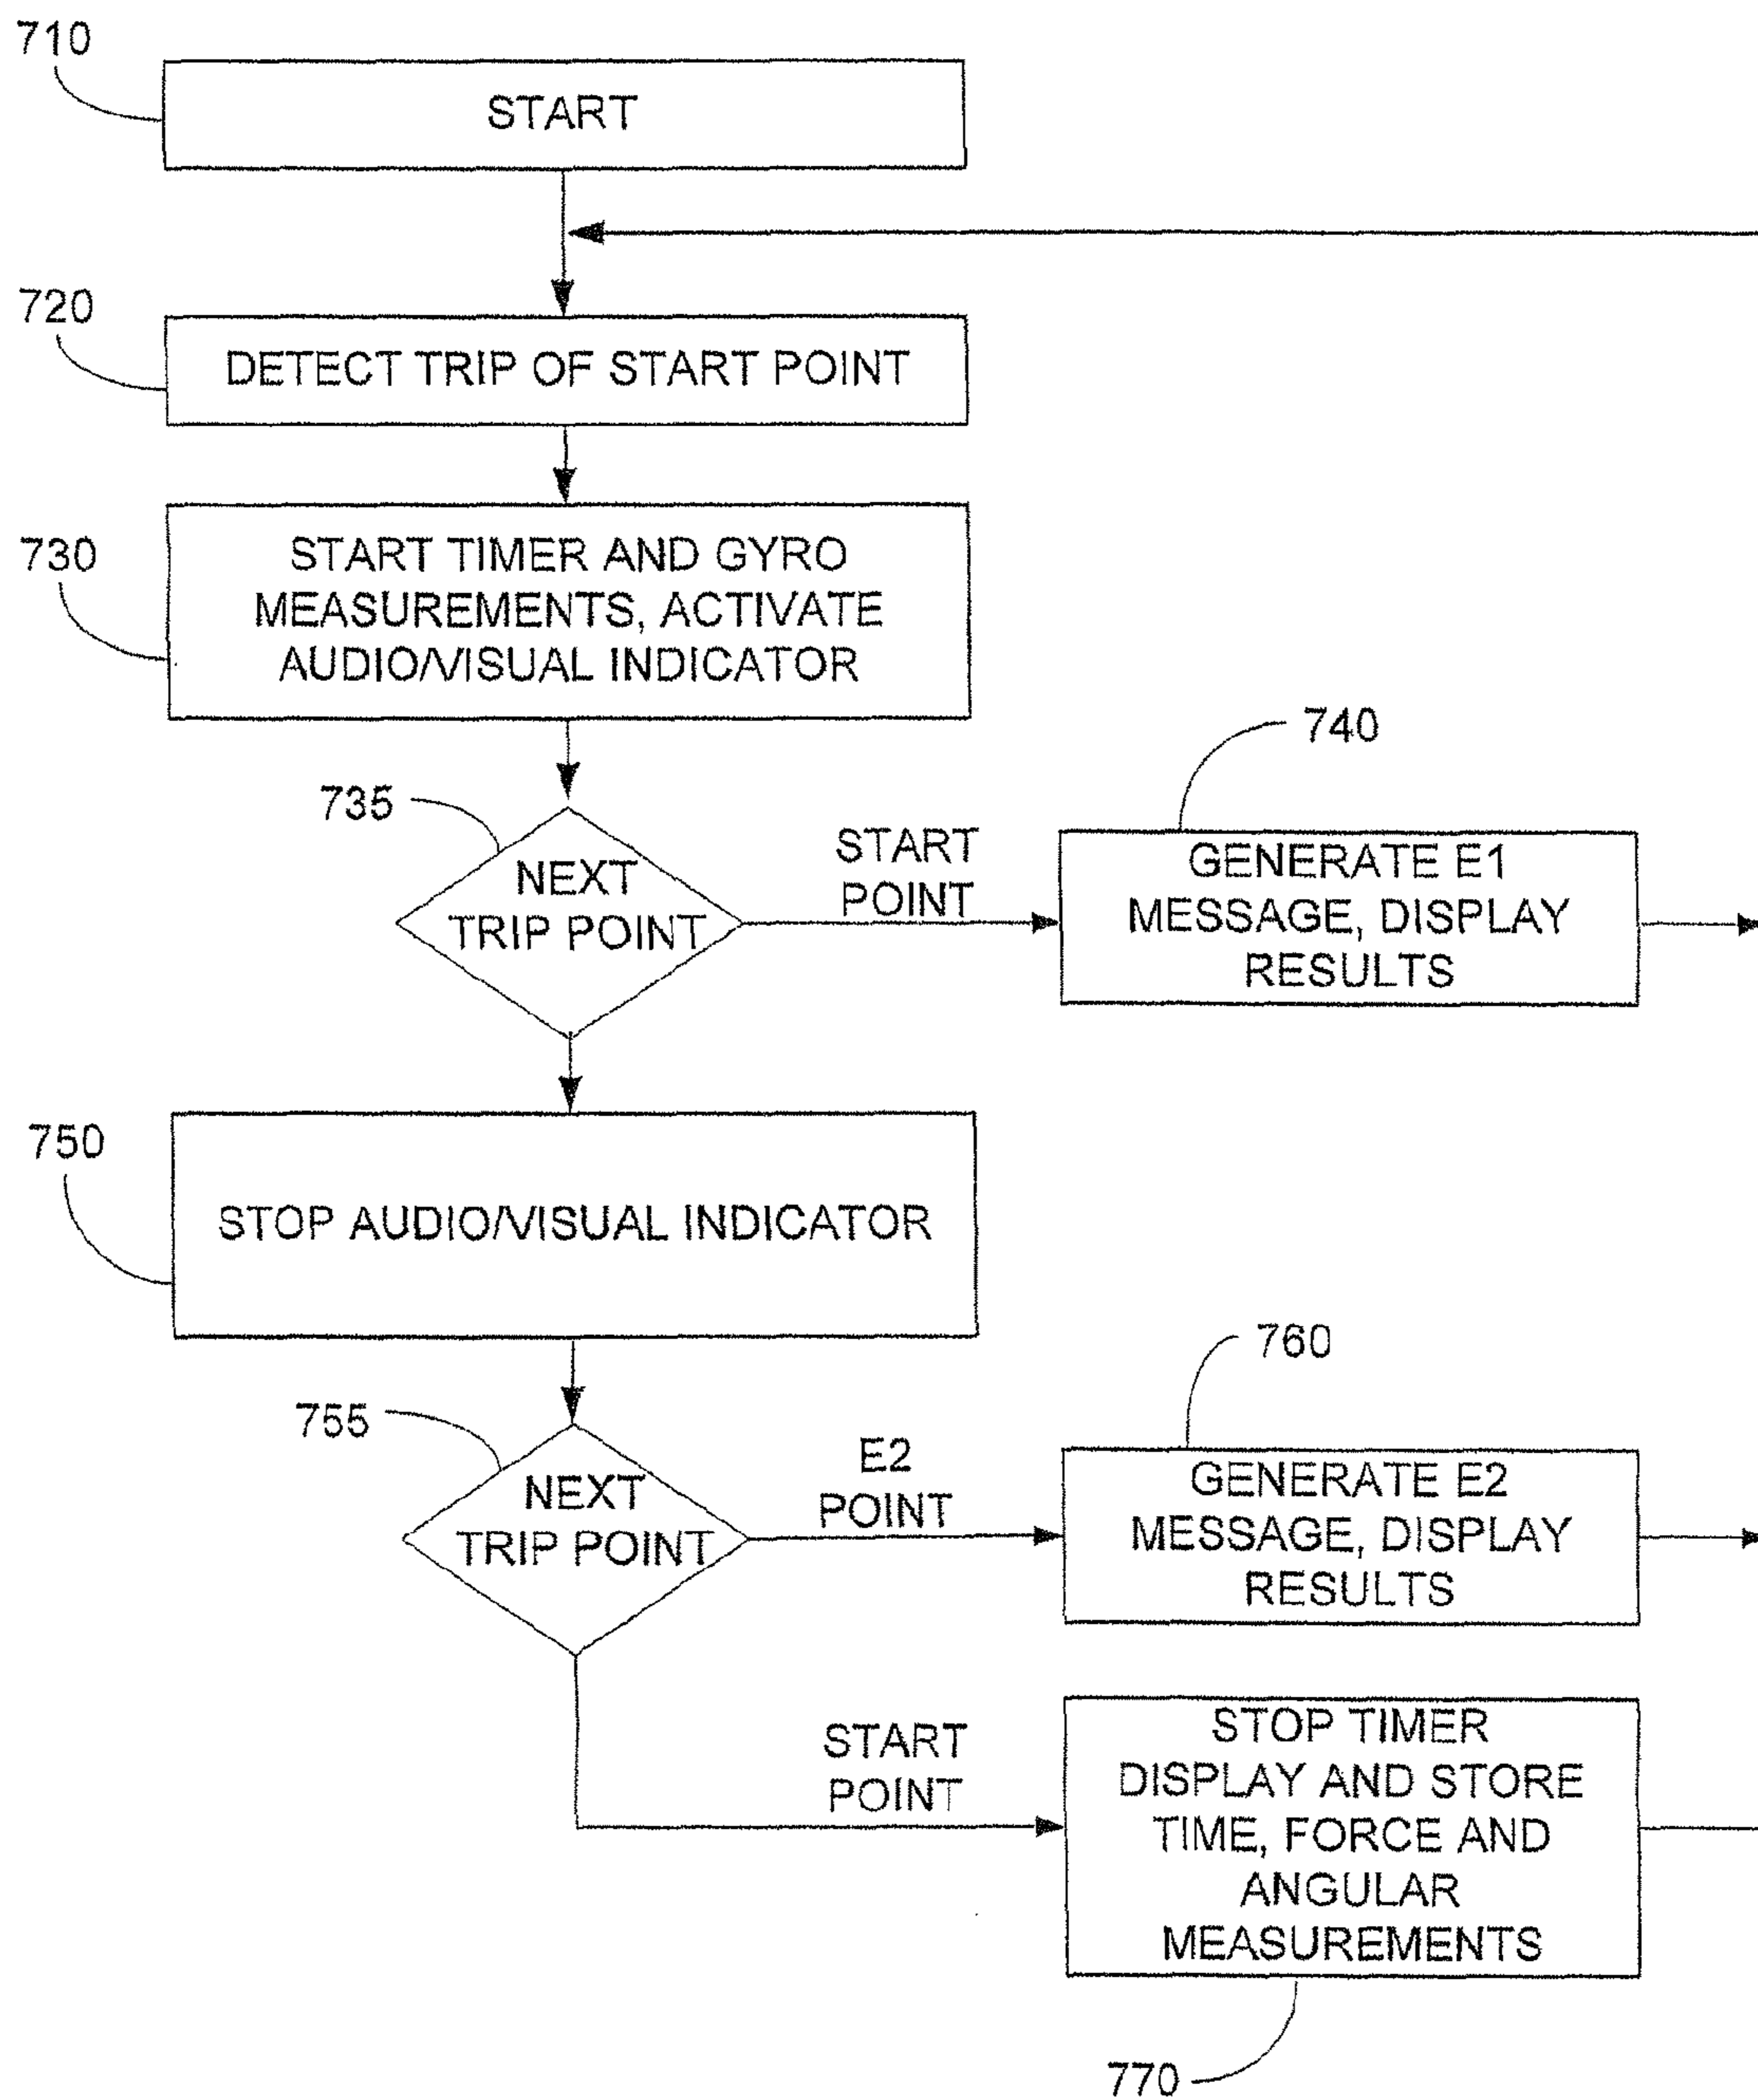 710
START
720
DETECT TRIP OF START POINT
730
START TIMER AND GYRO
MEASUREMENTS, ACTIVATE
AUDIO/VISUAL INDICATOR
735
NEXT
TRIP POINT
START
POINT
740
GENERATE E1
MESSAGE, DISPLAY
RESULTS
750
STOP AUDIO/VISUAL INDICATOR
755
NEXT
TRIP POINT
E2
POINT
760
GENERATE E2
MESSAGE, DISPLAY
RESULTS
START
POINT
STOP TIMER
DISPLAY AND STORE
TIME, FORCE AND
ANGULAR
MEASUREMENTS
770